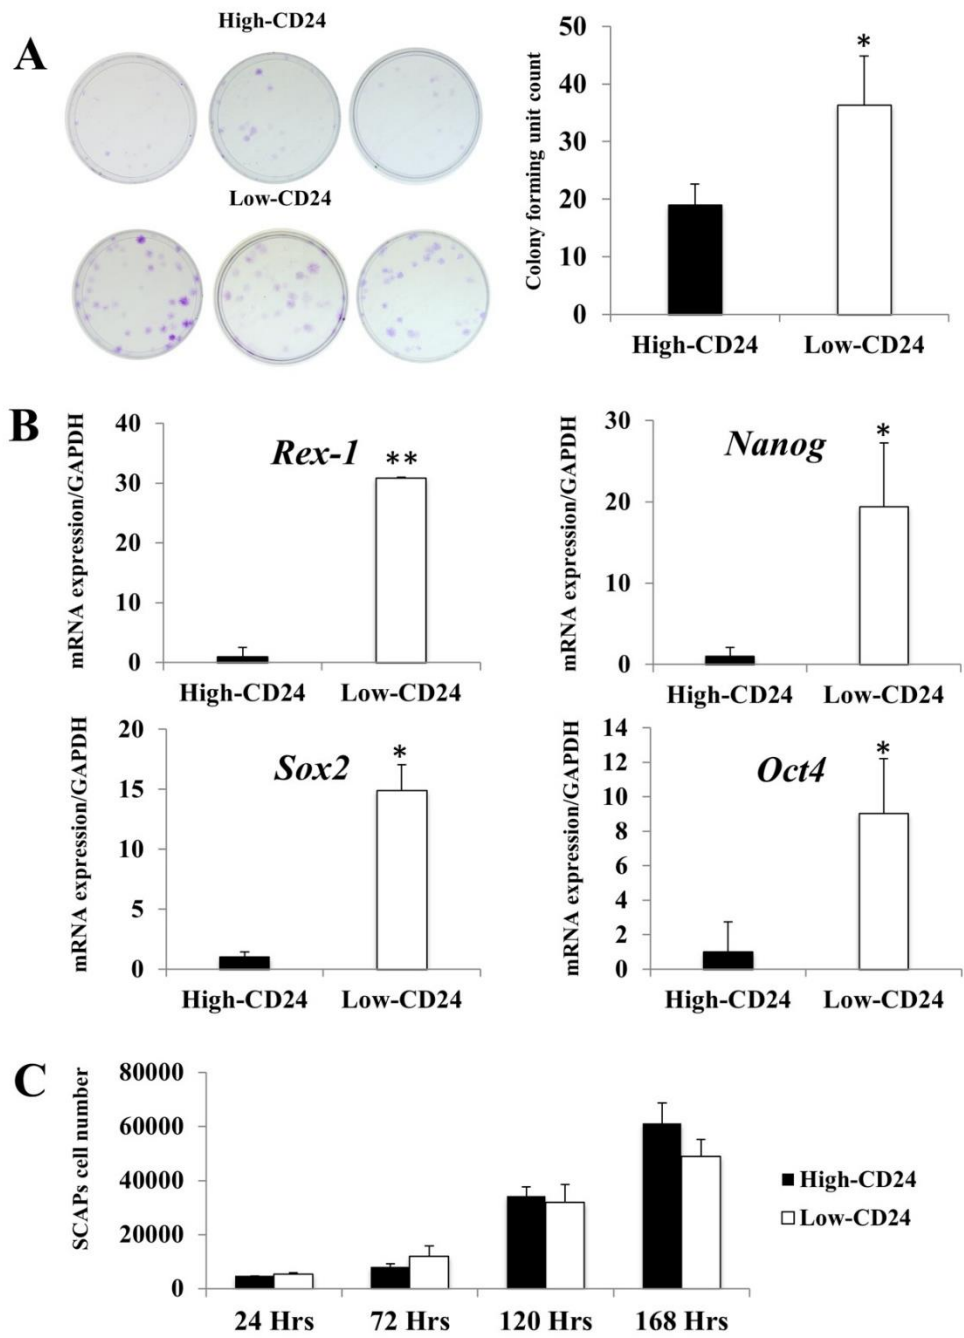 A
High-CD24
Low-CD24
Colony forming unit count
50
40
30
20
10
0
*
High-CD24
Low-CD24
B
mRNA expression/GAPDH
40
30
20
10
0
Rex-1
**
High-CD24
Low-CD24
mRNA expression/GAPDH
30
20
10
0
Nanog
*
High-CD24
Low-CD24
mRNA expression/GAPDH
20
15
10
5
0
Sox2
*
High-CD24
Low-CD24
mRNA expression/GAPDH
14
12
10
8
6
4
2
0
Oct4
*
High-CD24
Low-CD24
C
SCAPs cell number
80000
60000
40000
20000
0
24 Hrs
72 Hrs
120 Hrs
168 Hrs
High-CD24
Low-CD24